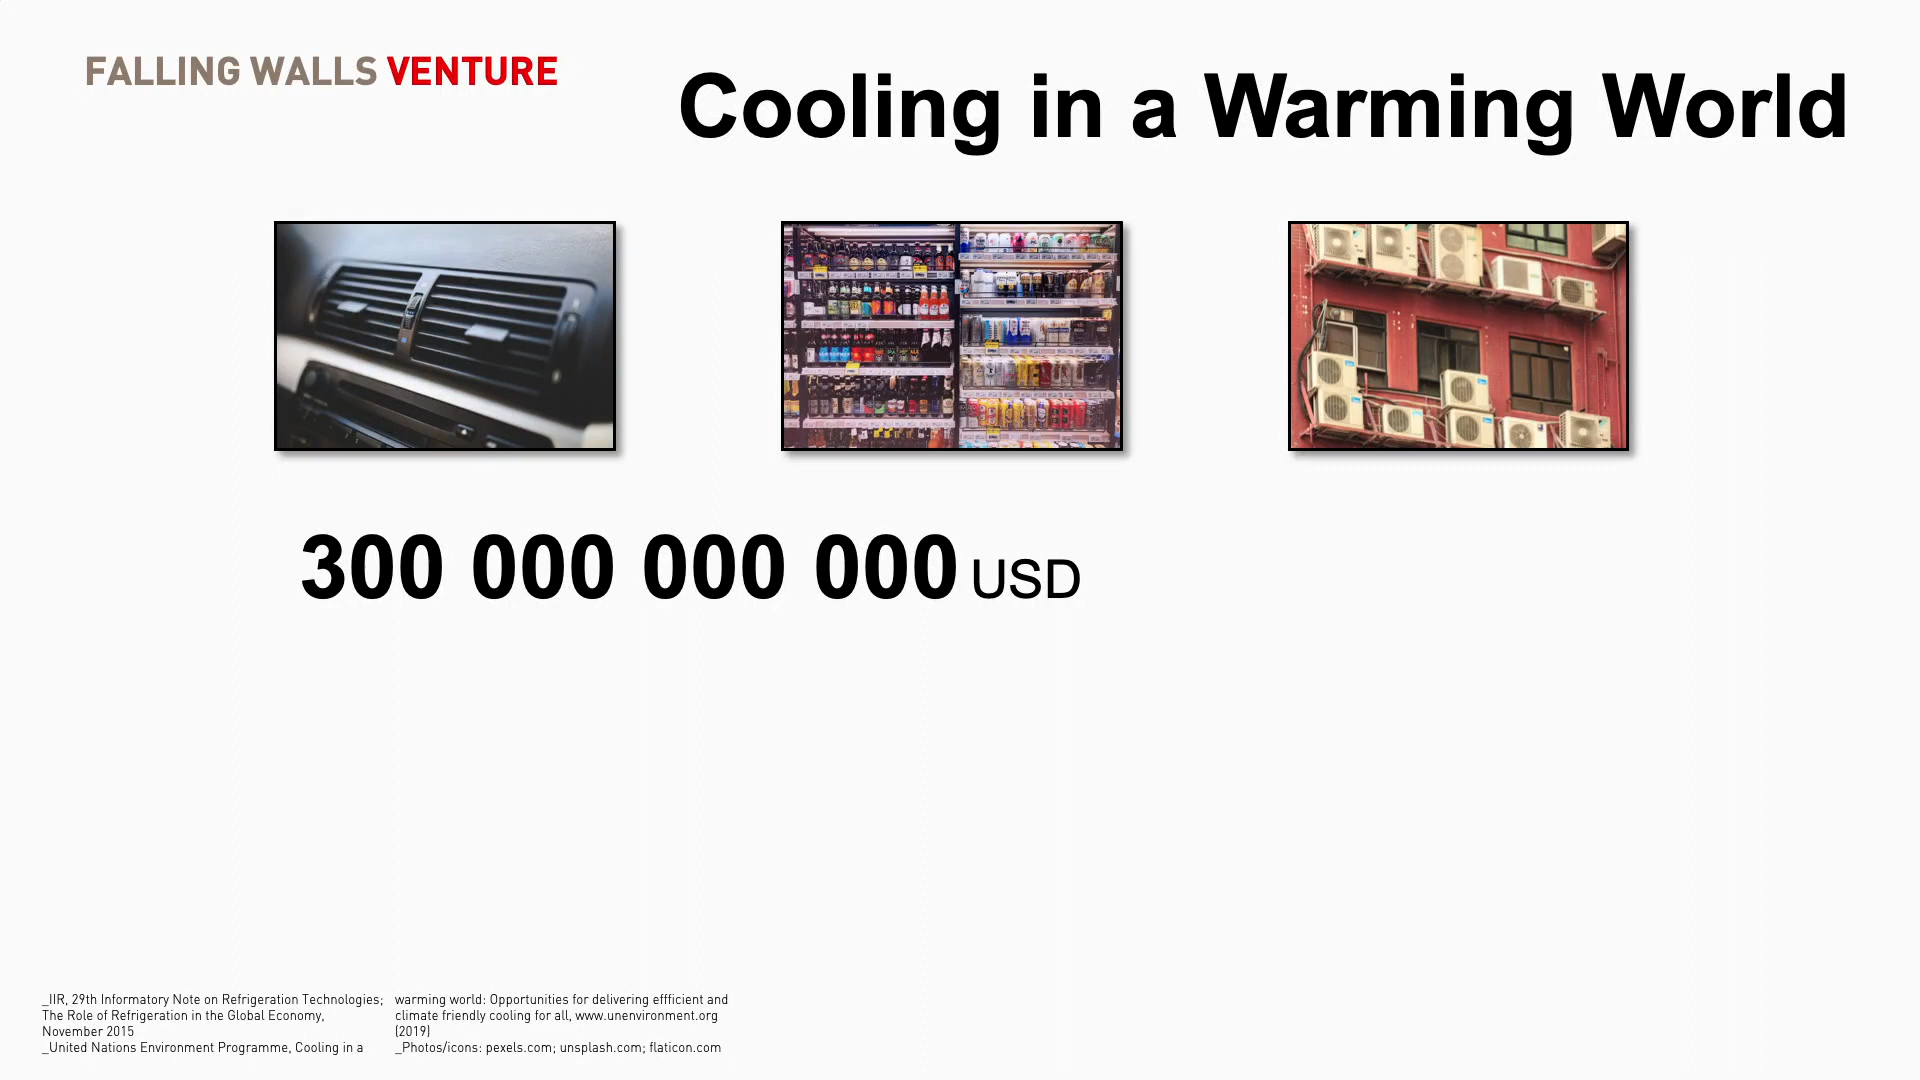 FALLING WALLS VENTURE
Cooling in a Warming World
300 000 000 000 USD
_IIR, 29th Informatory Note on Refrigeration Technologies;
The Role of Refrigeration in the Global Economy,
November 2015
_United Nations Environment Programme, Cooling in a
warming world: Opportunities for delivering effficient and
climate friendly cooling for all, www.unenvironment.org
(2019)
_Photos/icons: pexels.com; unsplash.com; flaticon.com